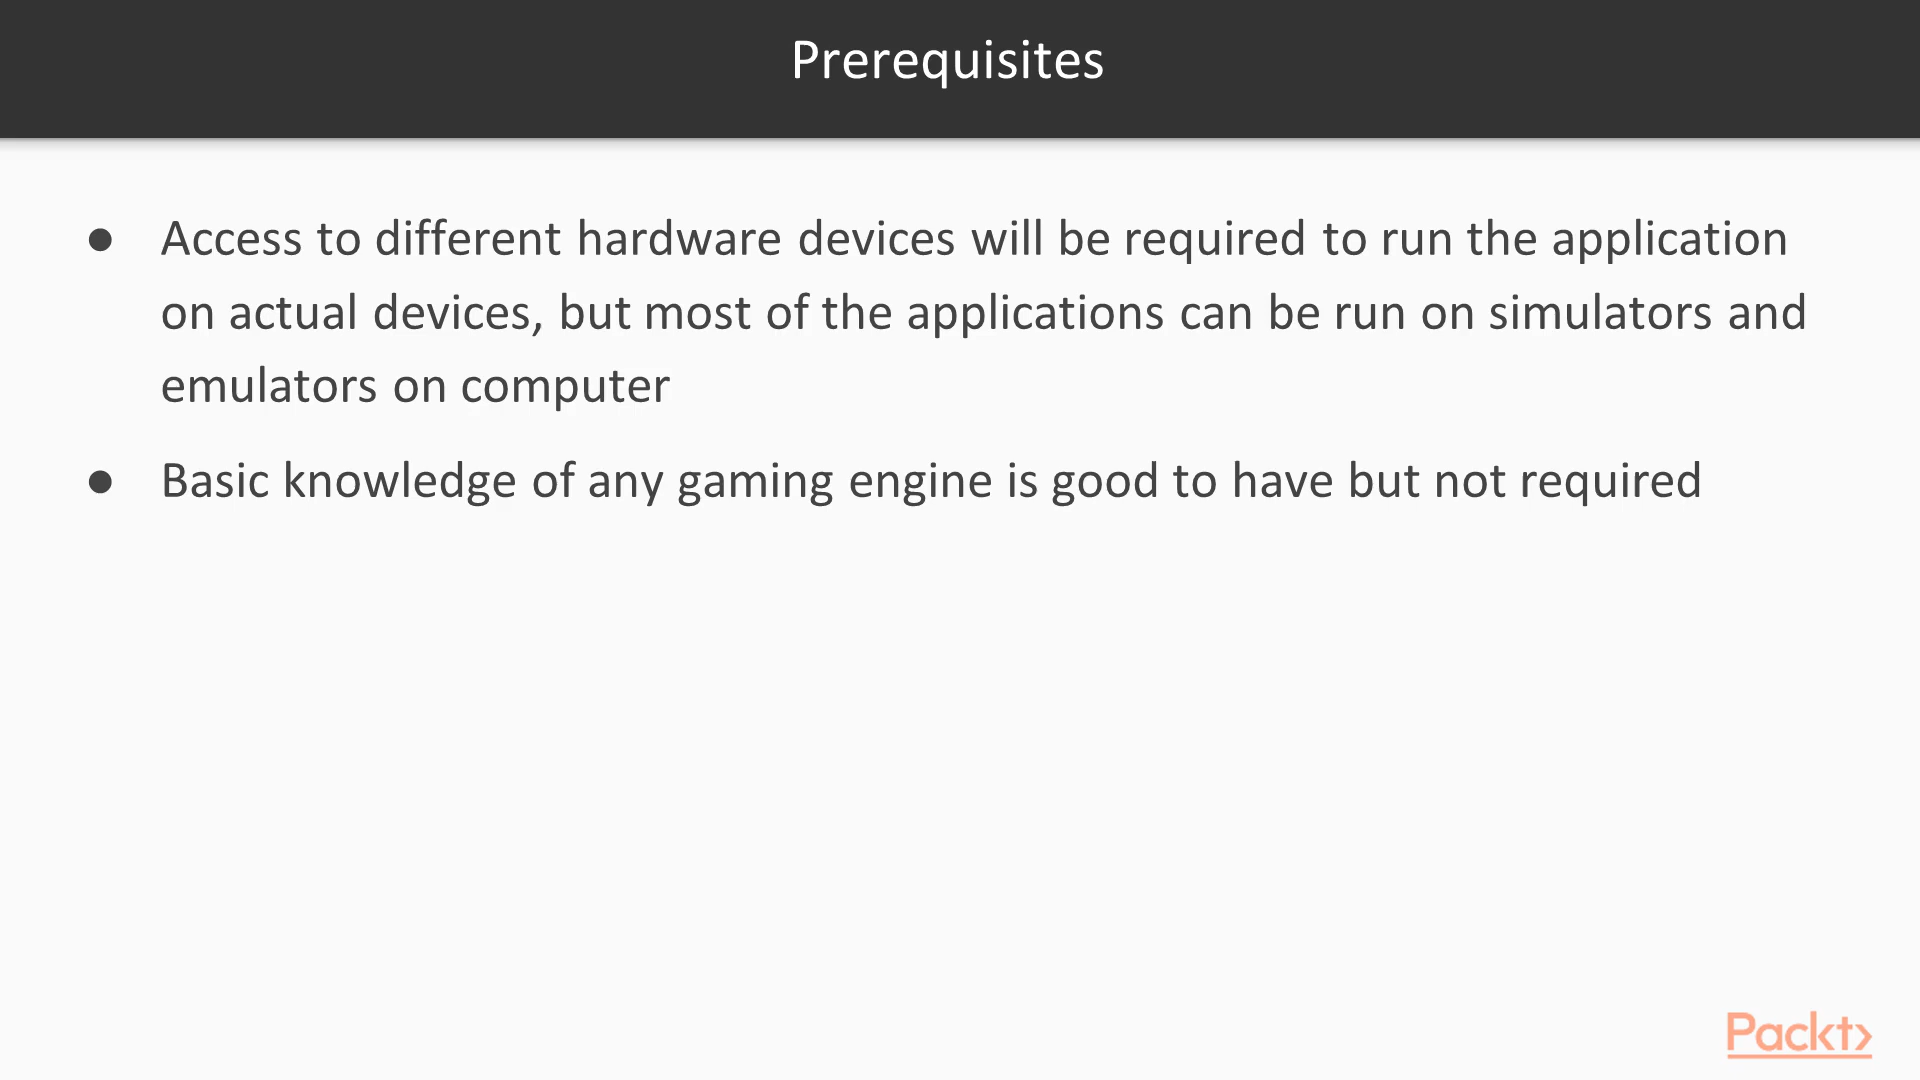 Prerequisites
● Access to different hardware devices will be required to run the application
on actual devices, but most of the applications can be run on simulators and
emulators on computer
● Basic knowledge of any gaming engine is good to have but not required
Packt>